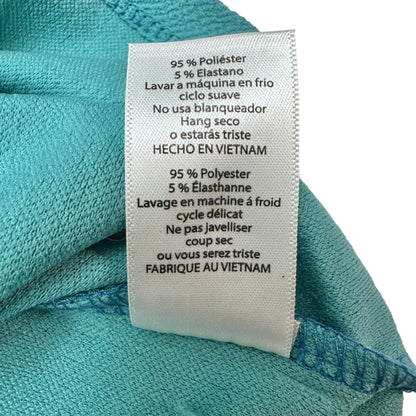 95 % Poliéster
5 % Elastano
Lavar a máquina en frio
ciclo suave
No usa blanqueador
Hang seco
o estarás triste
HECHO EN VIETNAM
95 % Polyester
5 % Élasthanne
Lavage en machine á froid
cycle délicat
Ne pas javelliser
coup sec
ou vous serez triste
FABRIQUE AU VIETNAM